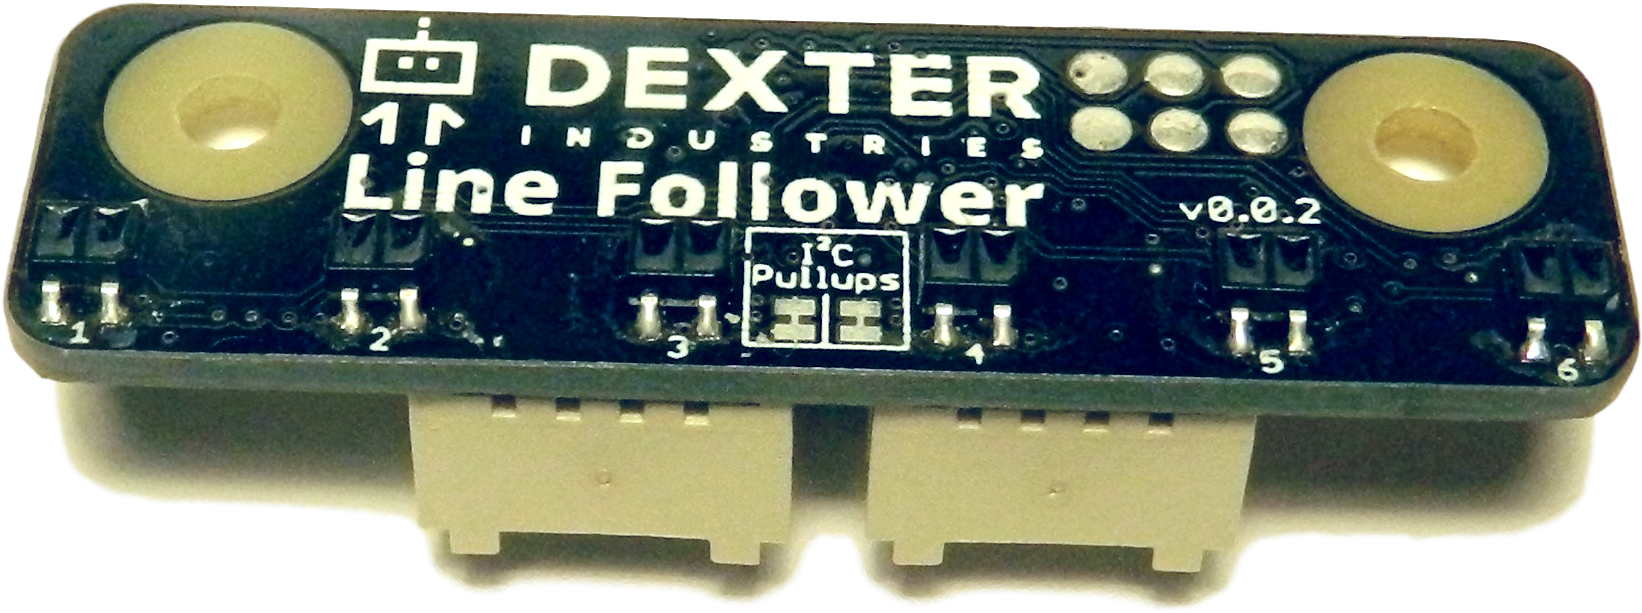 DEXTER
INDUSTRIES
Line Follower
v0.0.2
I²C
Pullups
1 2 3 4 5 6